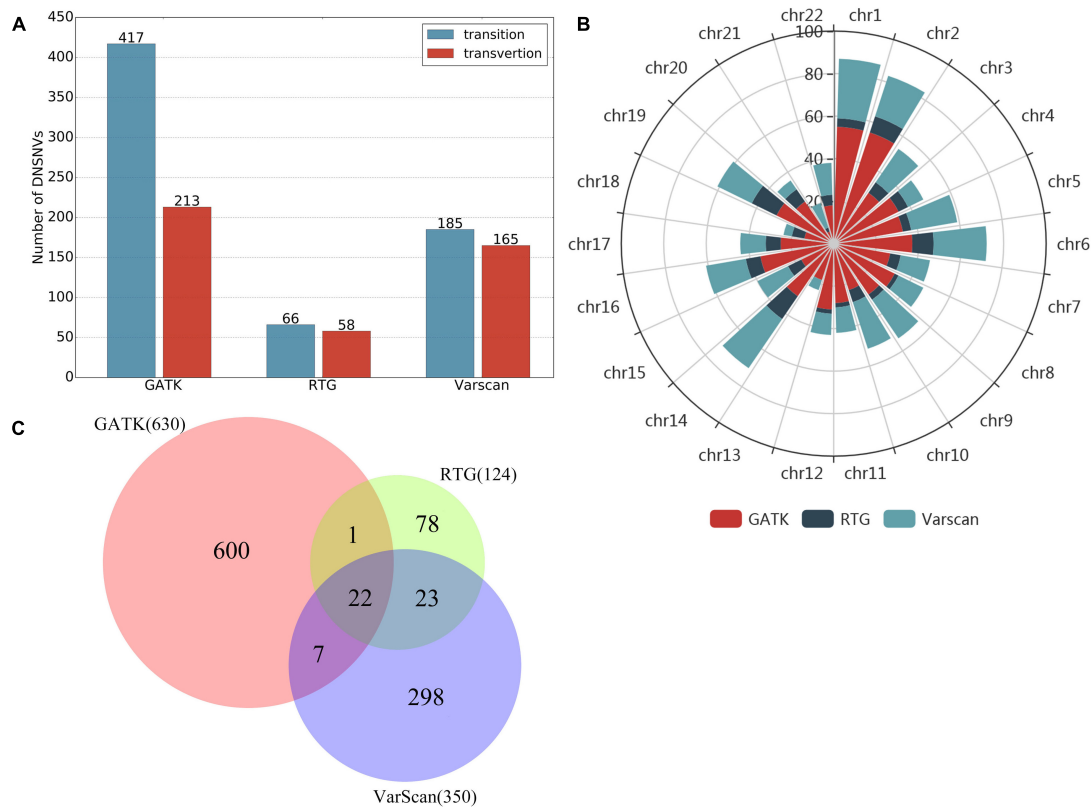 A
450
400
350
300
250
200
150
100
50
0
Number of DNSNVs
417
213
66
58
185
165
GATK
RTG
Varscan
transition
transvertion
B
chr22
chr1
chr2
chr3
chr4
chr5
chr6
chr7
chr8
chr9
chr10
chr11
chr12
chr13
chr14
chr15
chr16
chr17
chr18
chr19
chr20
chr21
100
80
60
40
20
GATK
RTG
Varscan
C
GATK(630)
RTG(124)
600
1
78
22
23
7
298
VarScan(350)